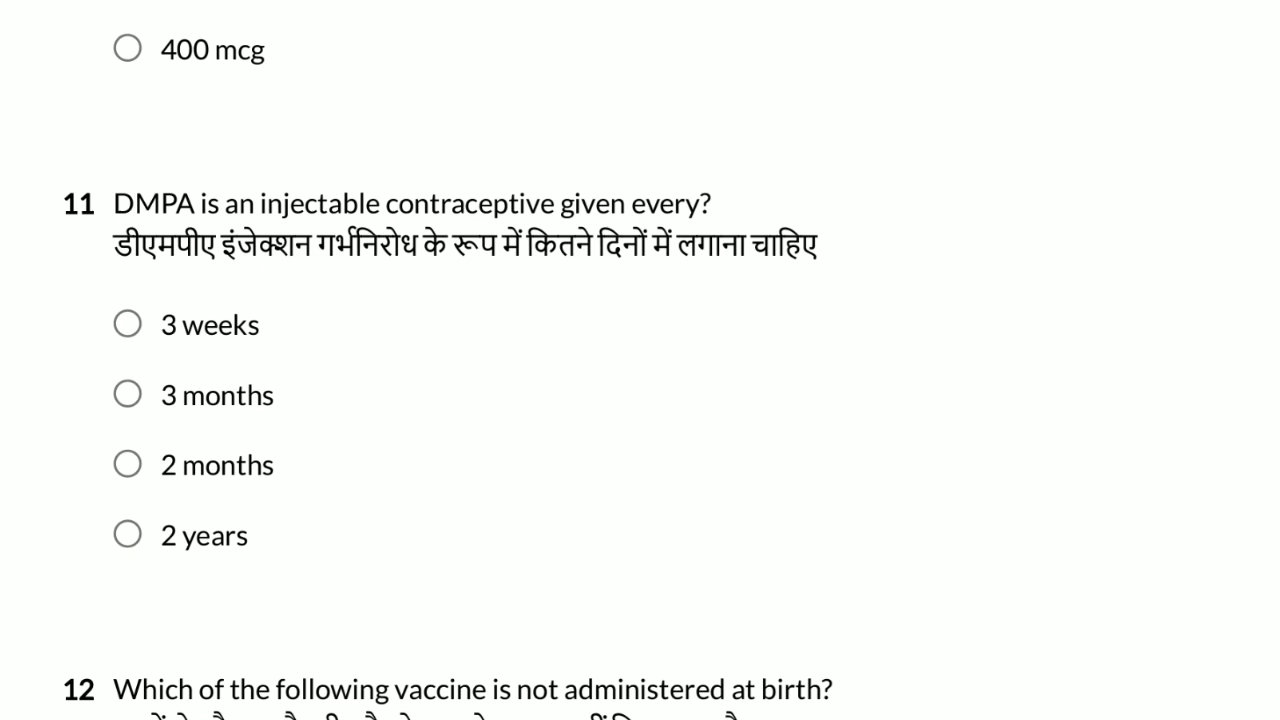 400 mcg
11 DMPA is an injectable contraceptive given every?
डीएमपीए इंजेक्शन गर्भनिरोध के रूप में कितने दिनों में लगाना चाहिए
3 weeks
3 months
2 months
2 years
12 Which of the following vaccine is not administered at birth?